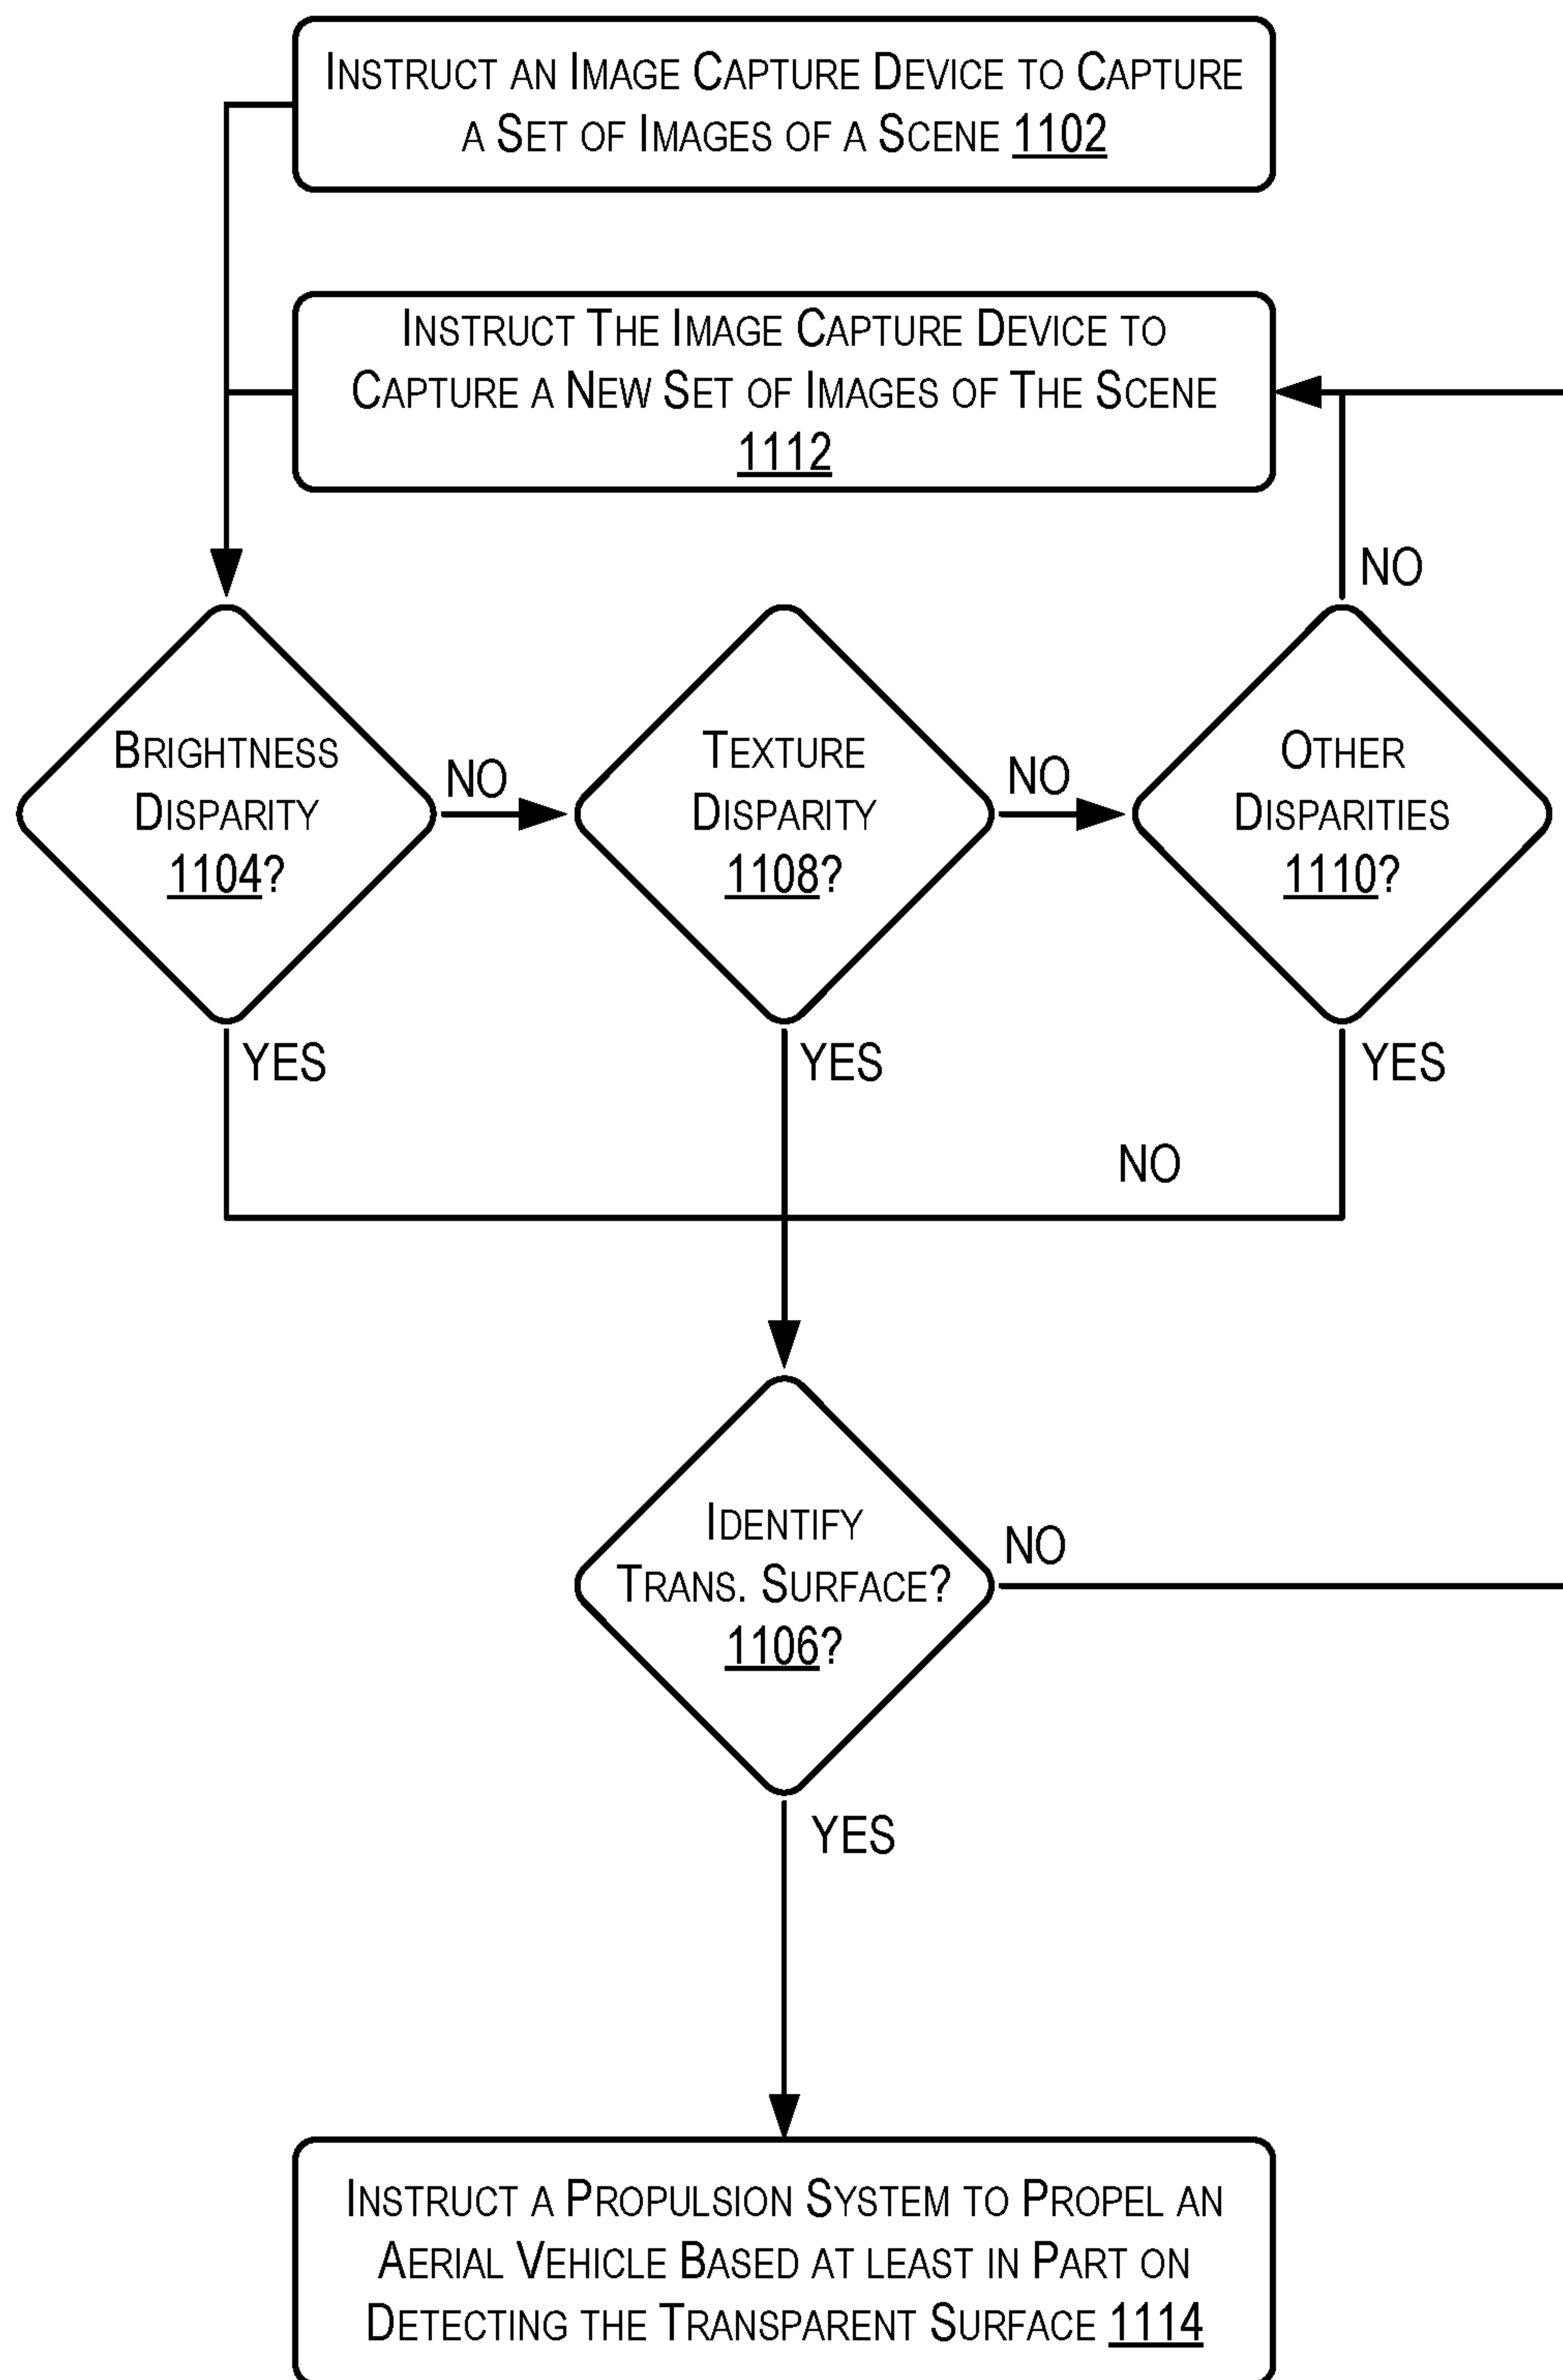 INSTRUCT AN IMAGE CAPTURE DEVICE TO CAPTURE
A SET OF IMAGES OF A SCENE 1102
INSTRUCT THE IMAGE CAPTURE DEVICE TO
CAPTURE A NEW SET OF IMAGES OF THE SCENE
1112
NO
BRIGHTNESS
DISPARITY
1104?
NO
TEXTURE
DISPARITY
1108?
NO
OTHER
DISPARITIES
1110?
YES
YES
YES
NO
IDENTIFY
TRANS. SURFACE?
1106?
NO
YES
INSTRUCT A PROPULSION SYSTEM TO PROPEL AN
AERIAL VEHICLE BASED AT LEAST IN PART ON
DETECTING THE TRANSPARENT SURFACE 1114